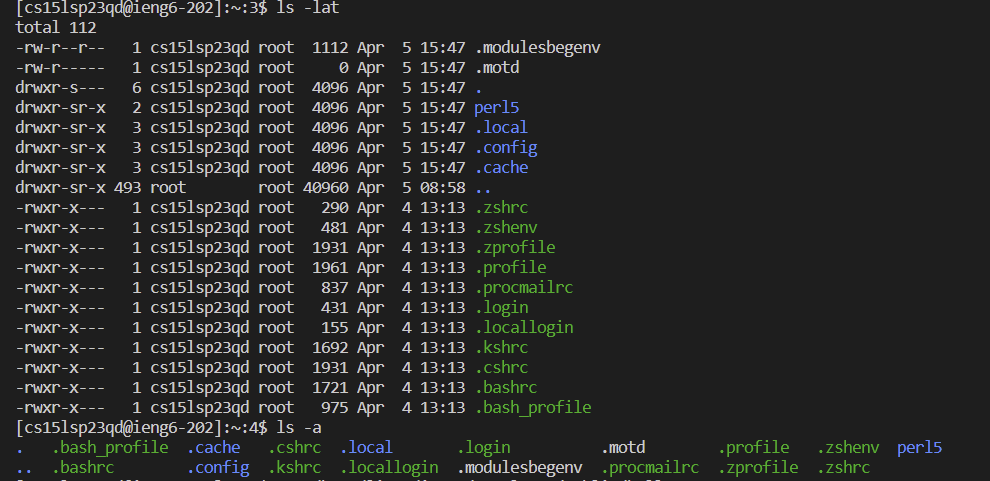 [cs15lsp23qd@ieng6-202]:~:3$ ls -lat
total 112
-rw-r--r--   1 cs15lsp23qd root  1112 Apr  5 15:47 .modulesbegenv
-rw-r-----   1 cs15lsp23qd root     0 Apr  5 15:47 .motd
drwxr-s---   6 cs15lsp23qd root  4096 Apr  5 15:47 .
drwxr-sr-x   2 cs15lsp23qd root  4096 Apr  5 15:47 perl5
drwxr-sr-x   3 cs15lsp23qd root  4096 Apr  5 15:47 .local
drwxr-sr-x   3 cs15lsp23qd root  4096 Apr  5 15:47 .config
drwxr-sr-x   3 cs15lsp23qd root  4096 Apr  5 15:47 .cache
drwxr-sr-x 493 root        root 40960 Apr  5 08:58 ..
-rwxr-x---   1 cs15lsp23qd root   290 Apr  4 13:13 .zshrc
-rwxr-x---   1 cs15lsp23qd root   481 Apr  4 13:13 .zshenv
-rwxr-x---   1 cs15lsp23qd root  1931 Apr  4 13:13 .zprofile
-rwxr-x---   1 cs15lsp23qd root  1961 Apr  4 13:13 .profile
-rwxr-x---   1 cs15lsp23qd root   837 Apr  4 13:13 .procmailrc
-rwxr-x---   1 cs15lsp23qd root   431 Apr  4 13:13 .login
-rwxr-x---   1 cs15lsp23qd root   155 Apr  4 13:13 .locallogin
-rwxr-x---   1 cs15lsp23qd root  1692 Apr  4 13:13 .kshrc
-rwxr-x---   1 cs15lsp23qd root  1931 Apr  4 13:13 .cshrc
-rwxr-x---   1 cs15lsp23qd root  1721 Apr  4 13:13 .bashrc
-rwxr-x---   1 cs15lsp23qd root   975 Apr  4 13:13 .bash_profile
[cs15lsp23qd@ieng6-202]:~:4$ ls -a
.   .bash_profile  .cache   .cshrc  .local       .login          .motd        .profile   .zshenv  perl5
..  .bashrc        .config  .kshrc  .locallogin  .modulesbegenv  .procmailrc  .zprofile  .zshrc